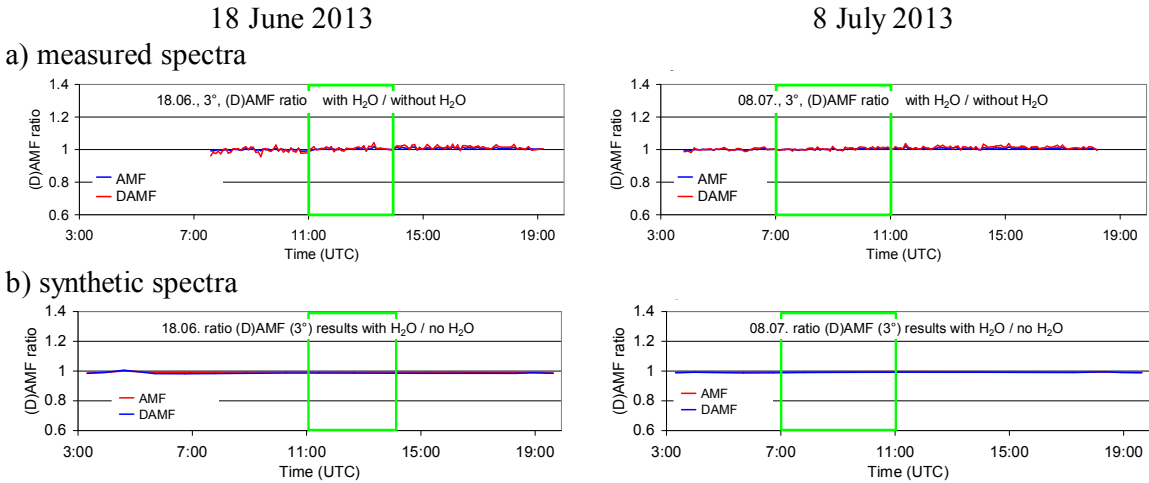 18 June 2013
8 July 2013
a) measured spectra
18.06., 3°, (D)AMF ratio with H₂O / without H₂O
(D)AMF ratio
1.4
1.2
1
0.8
0.6
AMF
DAMF
3:00 7:00 11:00 15:00 19:00
Time (UTC)
08.07., 3°, (D)AMF ratio with H₂O / without H₂O
(D)AMF ratio
1.4
1.2
1
0.8
0.6
AMF
DAMF
3:00 7:00 11:00 15:00 19:00
Time (UTC)
b) synthetic spectra
18.06. ratio (D)AMF (3°) results with H₂O / no H₂O
(D)AMF ratio
1.4
1.2
1
0.8
0.6
AMF
DAMF
3:00 7:00 11:00 15:00 19:00
Time (UTC)
08.07. ratio (D)AMF (3°) results with H₂O / no H₂O
(D)AMF ratio
1.4
1.2
1
0.8
0.6
AMF
DAMF
3:00 7:00 11:00 15:00 19:00
Time (UTC)